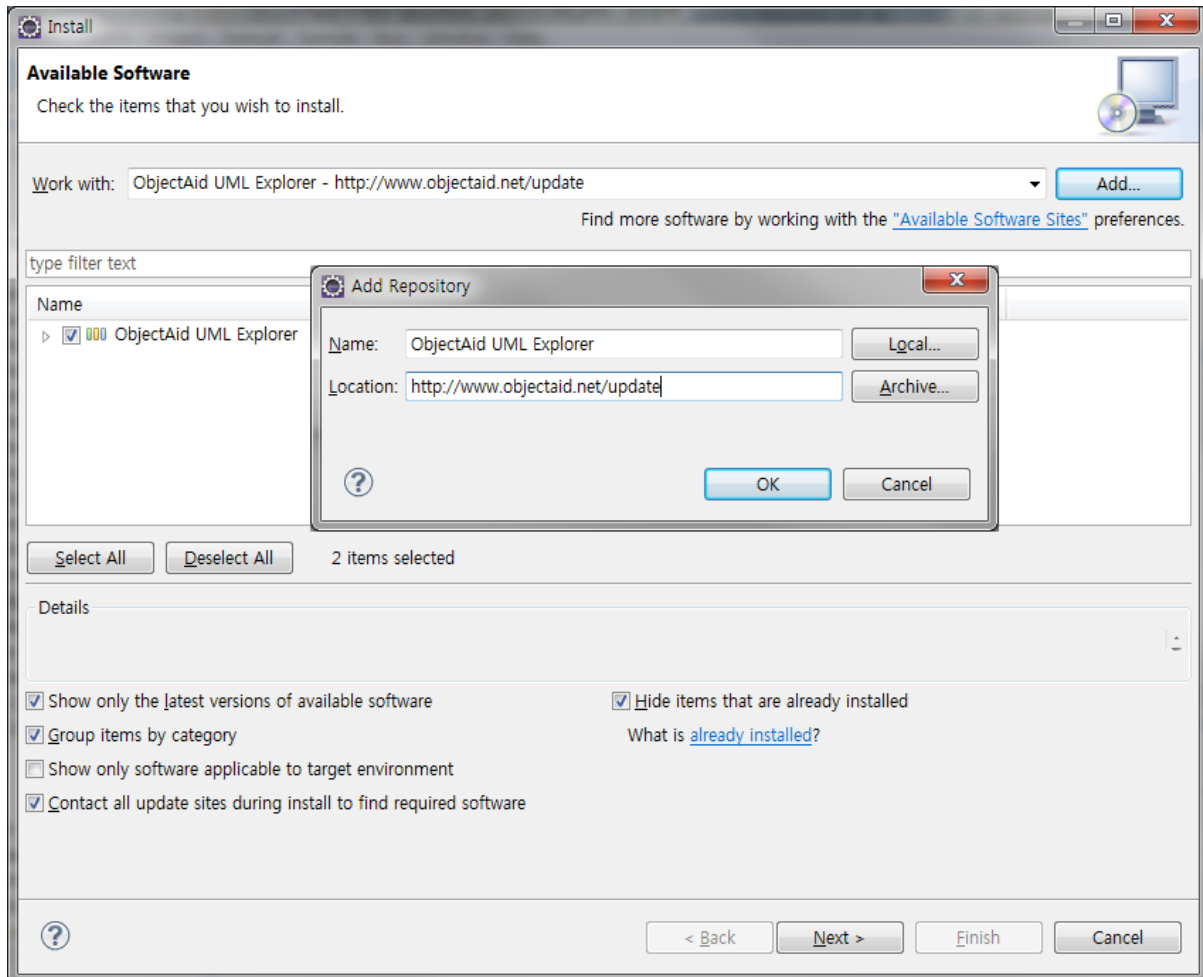 Install
Available Software
Check the items that you wish to install.
Work with: ObjectAid UML Explorer - http://www.objectaid.net/update Add...
Find more software by working with the "Available Software Sites" preferences.
type filter text
Name
ObjectAid UML Explorer
Add Repository
Name: ObjectAid UML Explorer Local...
Location: http://www.objectaid.net/update Archive...
? OK Cancel
Select All Deselect All 2 items selected
Details
Show only the latest versions of available software Hide items that are already installed
Group items by category What is already installed?
Show only software applicable to target environment
Contact all update sites during install to find required software
? < Back Next > Finish Cancel